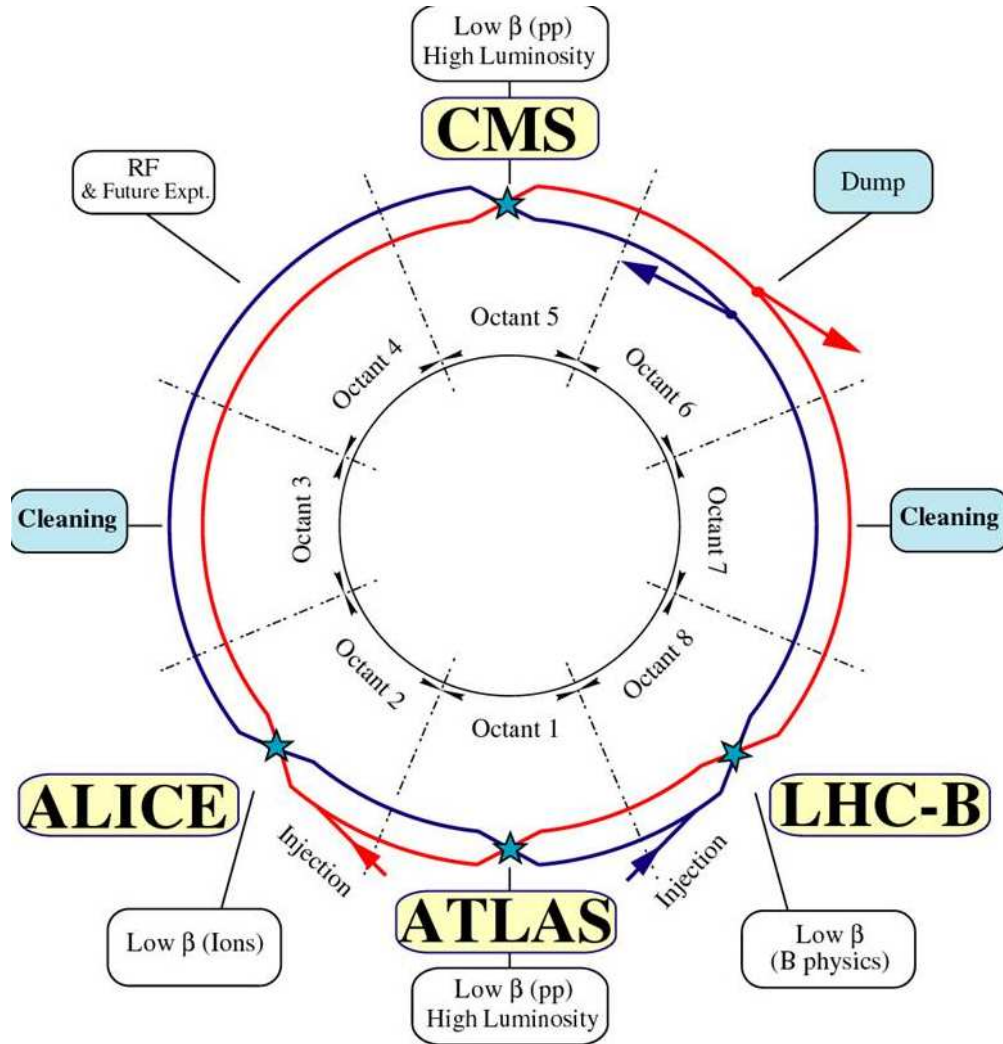 Low β (pp)
High Luminosity
CMS
RF
& Future Expt.
Dump
Octant 5
Octant 4
Octant 6
Cleaning
Octant 3
Octant 7
Cleaning
Octant 2
Octant 8
Octant 1
ALICE
LHC-B
Injection
Injection
ATLAS
Low β (Ions)
Low β
(B physics)
Low β (pp)
High Luminosity